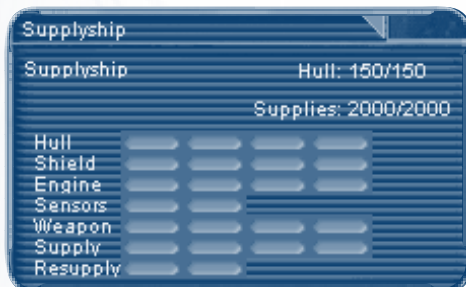 Supplyship
Supplyship Hull: 150/150
Supplies: 2000/2000
Hull
Shield
Engine
Sensors
Weapon
Supply
Resupply